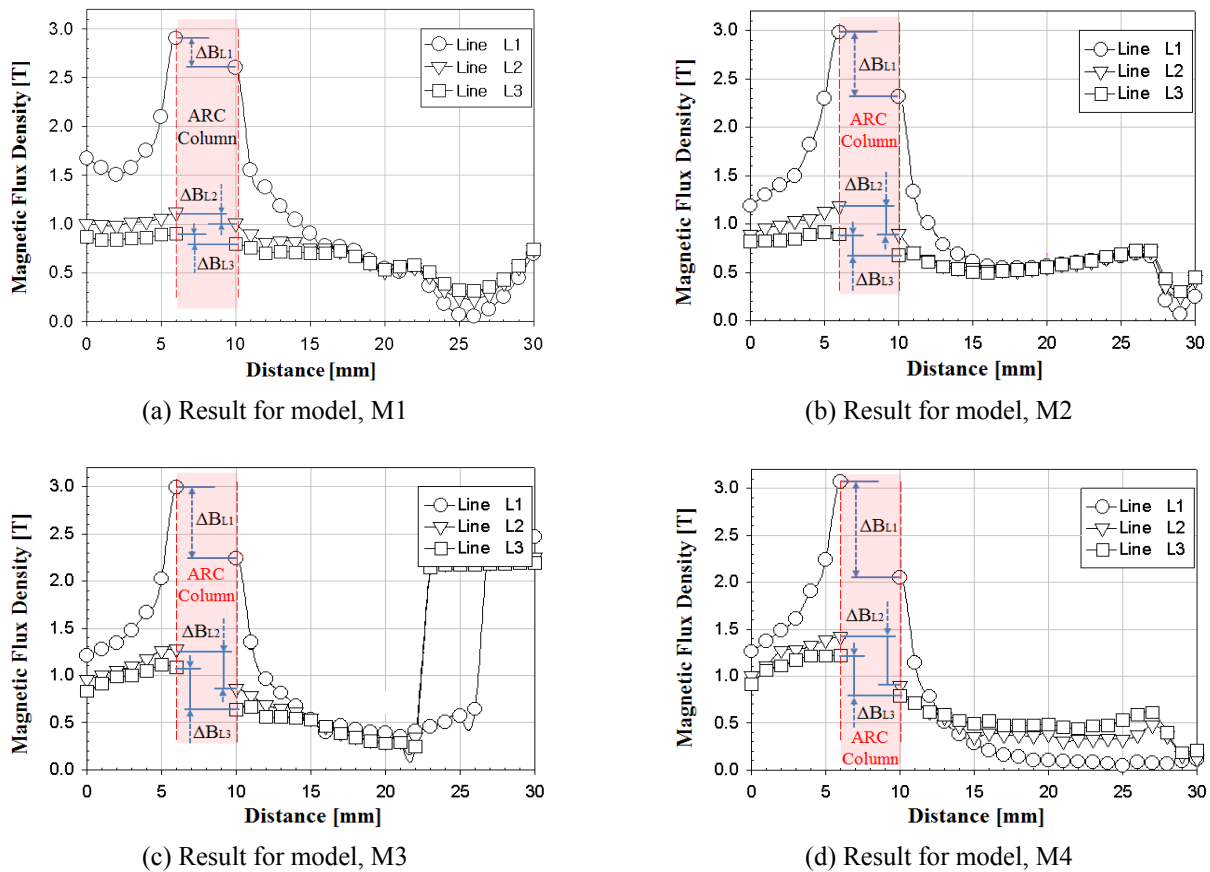 Magnetic Flux Density [T]
3.0
2.5
2.0
1.5
1.0
0.5
0.0
0 5 10 15 20 25 30
Distance [mm]
ΔBL1
ARC
Column
ΔBL2
ΔBL3
Line L1
Line L2
Line L3
(a) Result for model, M1
Magnetic Flux Density [T]
3.0
2.5
2.0
1.5
1.0
0.5
0.0
0 5 10 15 20 25 30
Distance [mm]
ΔBL1
ARC
Column
ΔBL2
ΔBL3
Line L1
Line L2
Line L3
(b) Result for model, M2
Magnetic Flux Density [T]
3.0
2.5
2.0
1.5
1.0
0.5
0.0
0 5 10 15 20 25 30
Distance [mm]
ΔBL1
ARC
Column
ΔBL2
ΔBL3
Line L1
Line L2
Line L3
(c) Result for model, M3
Magnetic Flux Density [T]
3.0
2.5
2.0
1.5
1.0
0.5
0.0
0 5 10 15 20 25 30
Distance [mm]
ΔBL1
ΔBL2
ΔBL3
ARC
Column
Line L1
Line L2
Line L3
(d) Result for model, M4